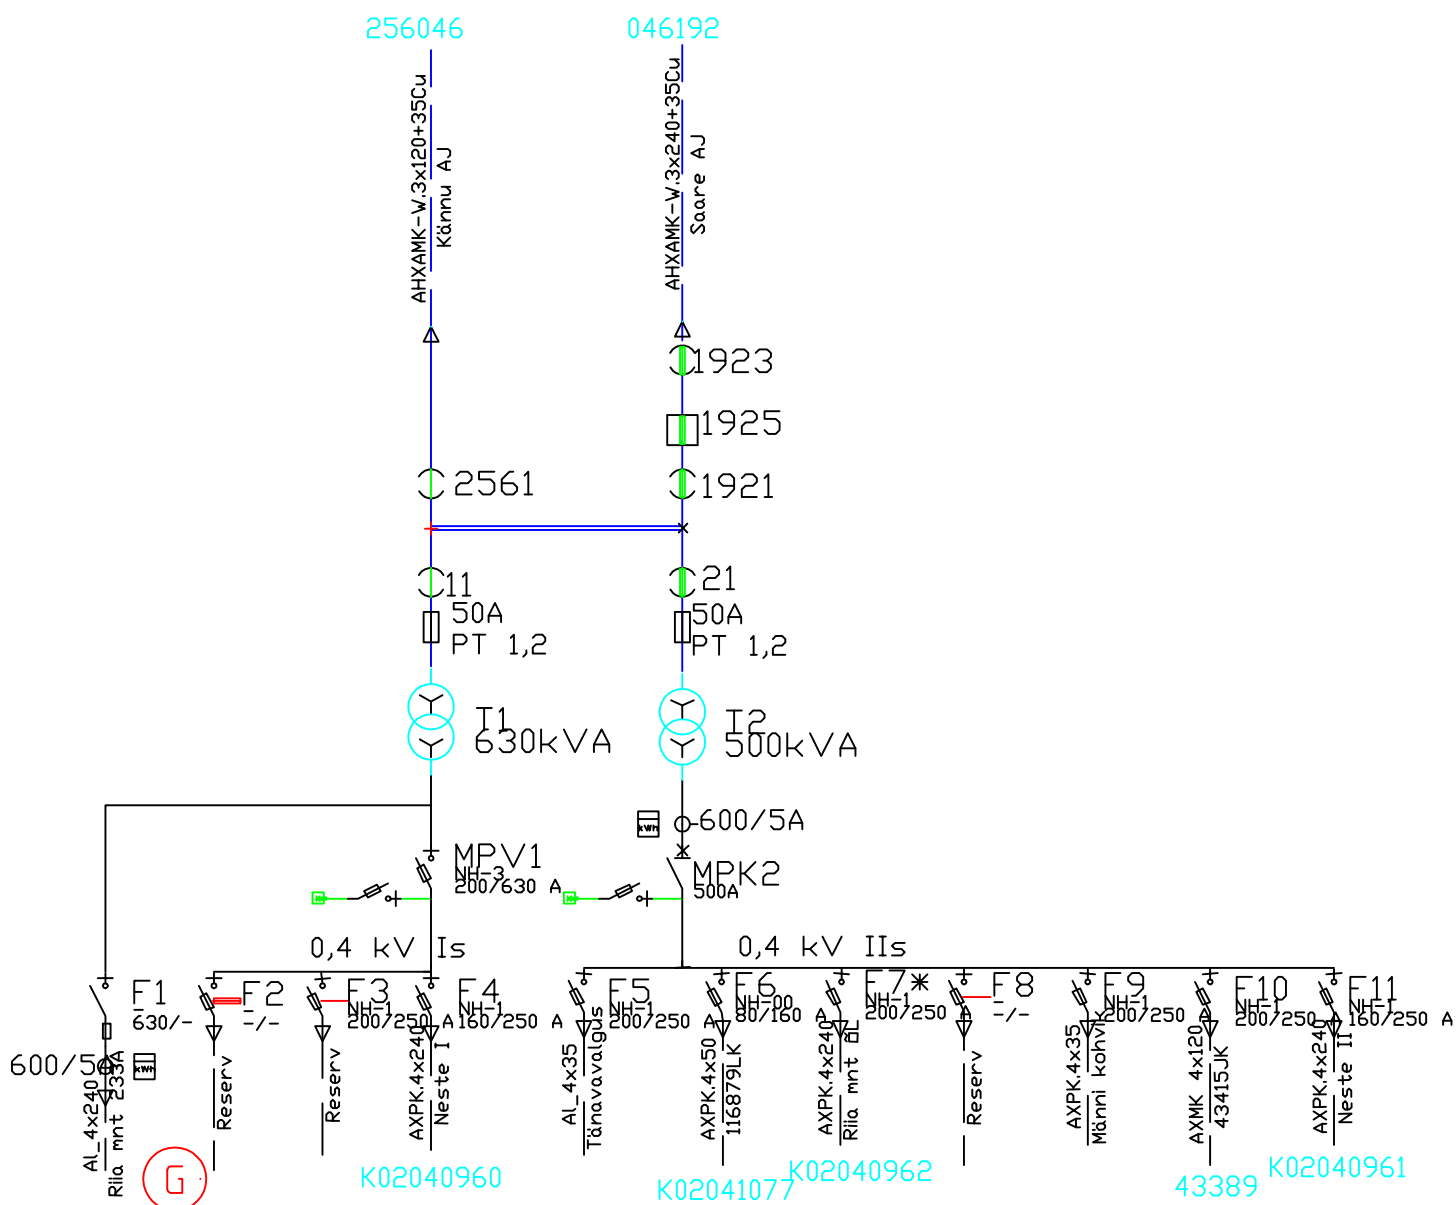 256046
046192
AHXAMK-W.3x120+35Cu
Kännu AJ
AHXAMK-W.3x240+35Cu
Saare AJ
1923
1925
2561
1921
11
21
50A
PT 1,2
50A
PT 1,2
T1
630kVA
T2
500kVA
600/5A
kWh
MPV1
NH-3
200/630 A
MPK2
500A
0,4 kV Is
0,4 kV IIs
F1
630/-
600/5A
kWh
Al_4x240
Riia mnt 233A
F2
-/-
Reserv
F3
NH-1
200/250 A
Reserv
F4
NH-1
160/250 A
AXPK.4x240
Neste I
F5
NH-1
200/250 A
Al_4x35
Tänavavalgus
F6
NH-00
80/160 A
AXPK.4x50
116879LK
F7*
NH-1
200/250 A
AXPK.4x240
Riia mnt ÖL
F8
-/-
Reserv
F9
NH-1
200/250 A
AXPK.4x35
Männi kohvik
F10
NH-1
200/250 A
AXMK 4x120
43415JK
F11
NH-1
160/250 A
AXPK.4x240
Neste II
G
K02040960
K02041077
K02040962
43389
K02040961